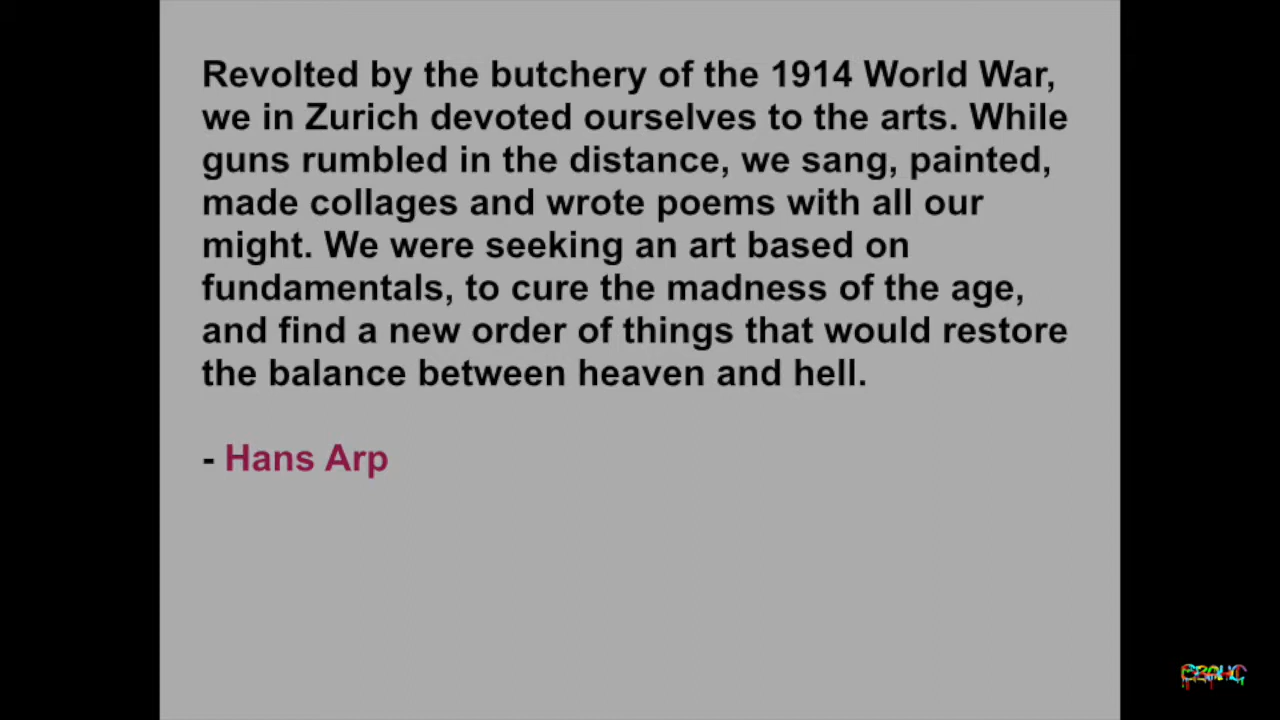 Revolted by the butchery of the 1914 World War,
we in Zurich devoted ourselves to the arts. While
guns rumbled in the distance, we sang, painted,
made collages and wrote poems with all our
might. We were seeking an art based on
fundamentals, to cure the madness of the age,
and find a new order of things that would restore
the balance between heaven and hell.
- Hans Arp